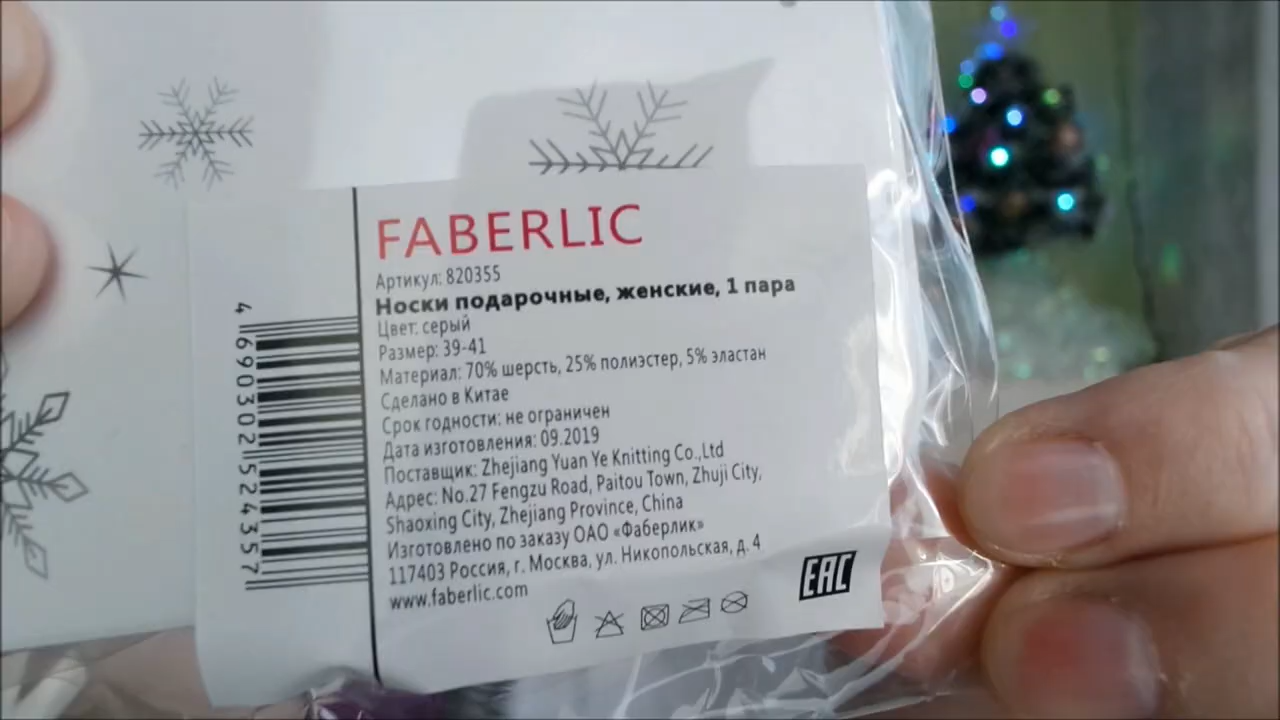 FABERLIC
Артикул: 820355
Носки подарочные, женские, 1 пара
Цвет: серый
Размер: 39-41
Материал: 70% шерсть, 25% полиэстер, 5% эластан
Сделано в Китае
Срок годности: не ограничен
Дата изготовления: 09.2019
Поставщик: Zhejiang Yuan Ye Knitting Co.,Ltd
Адрес: No.27 Fengzu Road, Paitou Town, Zhuji City,
Shaoxing City, Zhejiang Province, China
Изготовлено по заказу ОАО «Фаберлик»
117403 Россия, г. Москва, ул. Никопольская, д. 4
www.faberlic.com
EAC
4690302524357